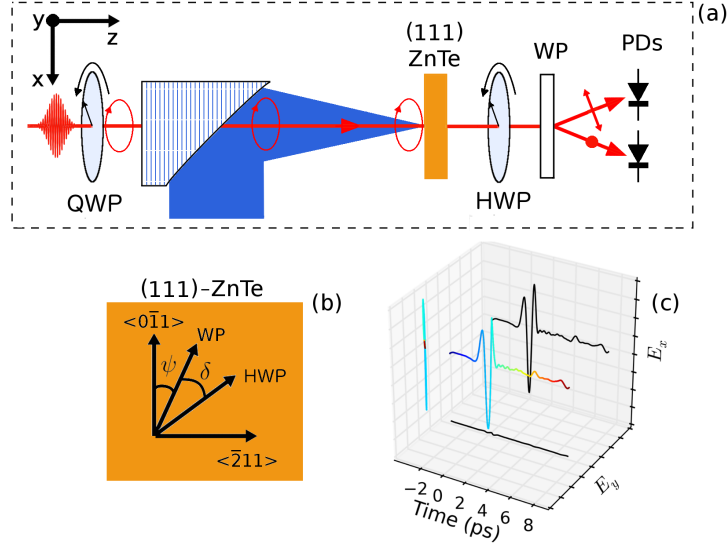 (a)
y
z
x
(111)
ZnTe
WP
PDs
QWP
HWP
(111)-ZnTe
(b)
<01̅1>
WP
ψ
δ
HWP
<2̅11>
(c)
E_x
E_y
−2 0 2 4 6 8
Time (ps)